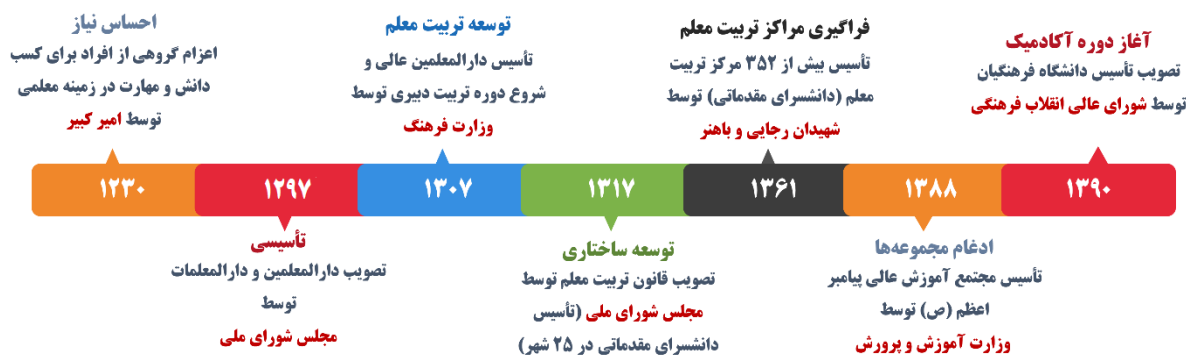 احساس نیاز
اعزام گروهی از افراد برای کسب
دانش و مهارت در زمینه معلمی
توسط امیر کبیر
توسعه تربیت معلم
تأسیس دارالمعلمین عالی و
شروع دوره تربیت دبیری توسط
وزارت فرهنگ
فراگیری مراکز تربیت معلم
تأسیس بیش از ۳۵۲ مرکز تربیت
معلم (دانشسرای مقدماتی) توسط
شهیدان رجایی و باهنر
آغاز دوره آکادمیک
تصویب تأسیس دانشگاه فرهنگیان
توسط شورای عالی انقلاب فرهنگی
۱۲۳۰
۱۲۹۷
۱۳۰۷
۱۳۱۷
۱۳۶۱
۱۳۸۸
۱۳۹۰
تأسیسی
تصویب دارالمعلمین و دارالمعلمات
توسط
مجلس شورای ملی
توسعه ساختاری
تصویب قانون تربیت معلم توسط
مجلس شورای ملی (تأسیس
دانشسرای مقدماتی در ۲۵ شهر)
ادغام مجموعه‌ها
تأسیس مجتمع آموزش عالی پیامبر
اعظم (ص) توسط
وزارت آموزش و پرورش